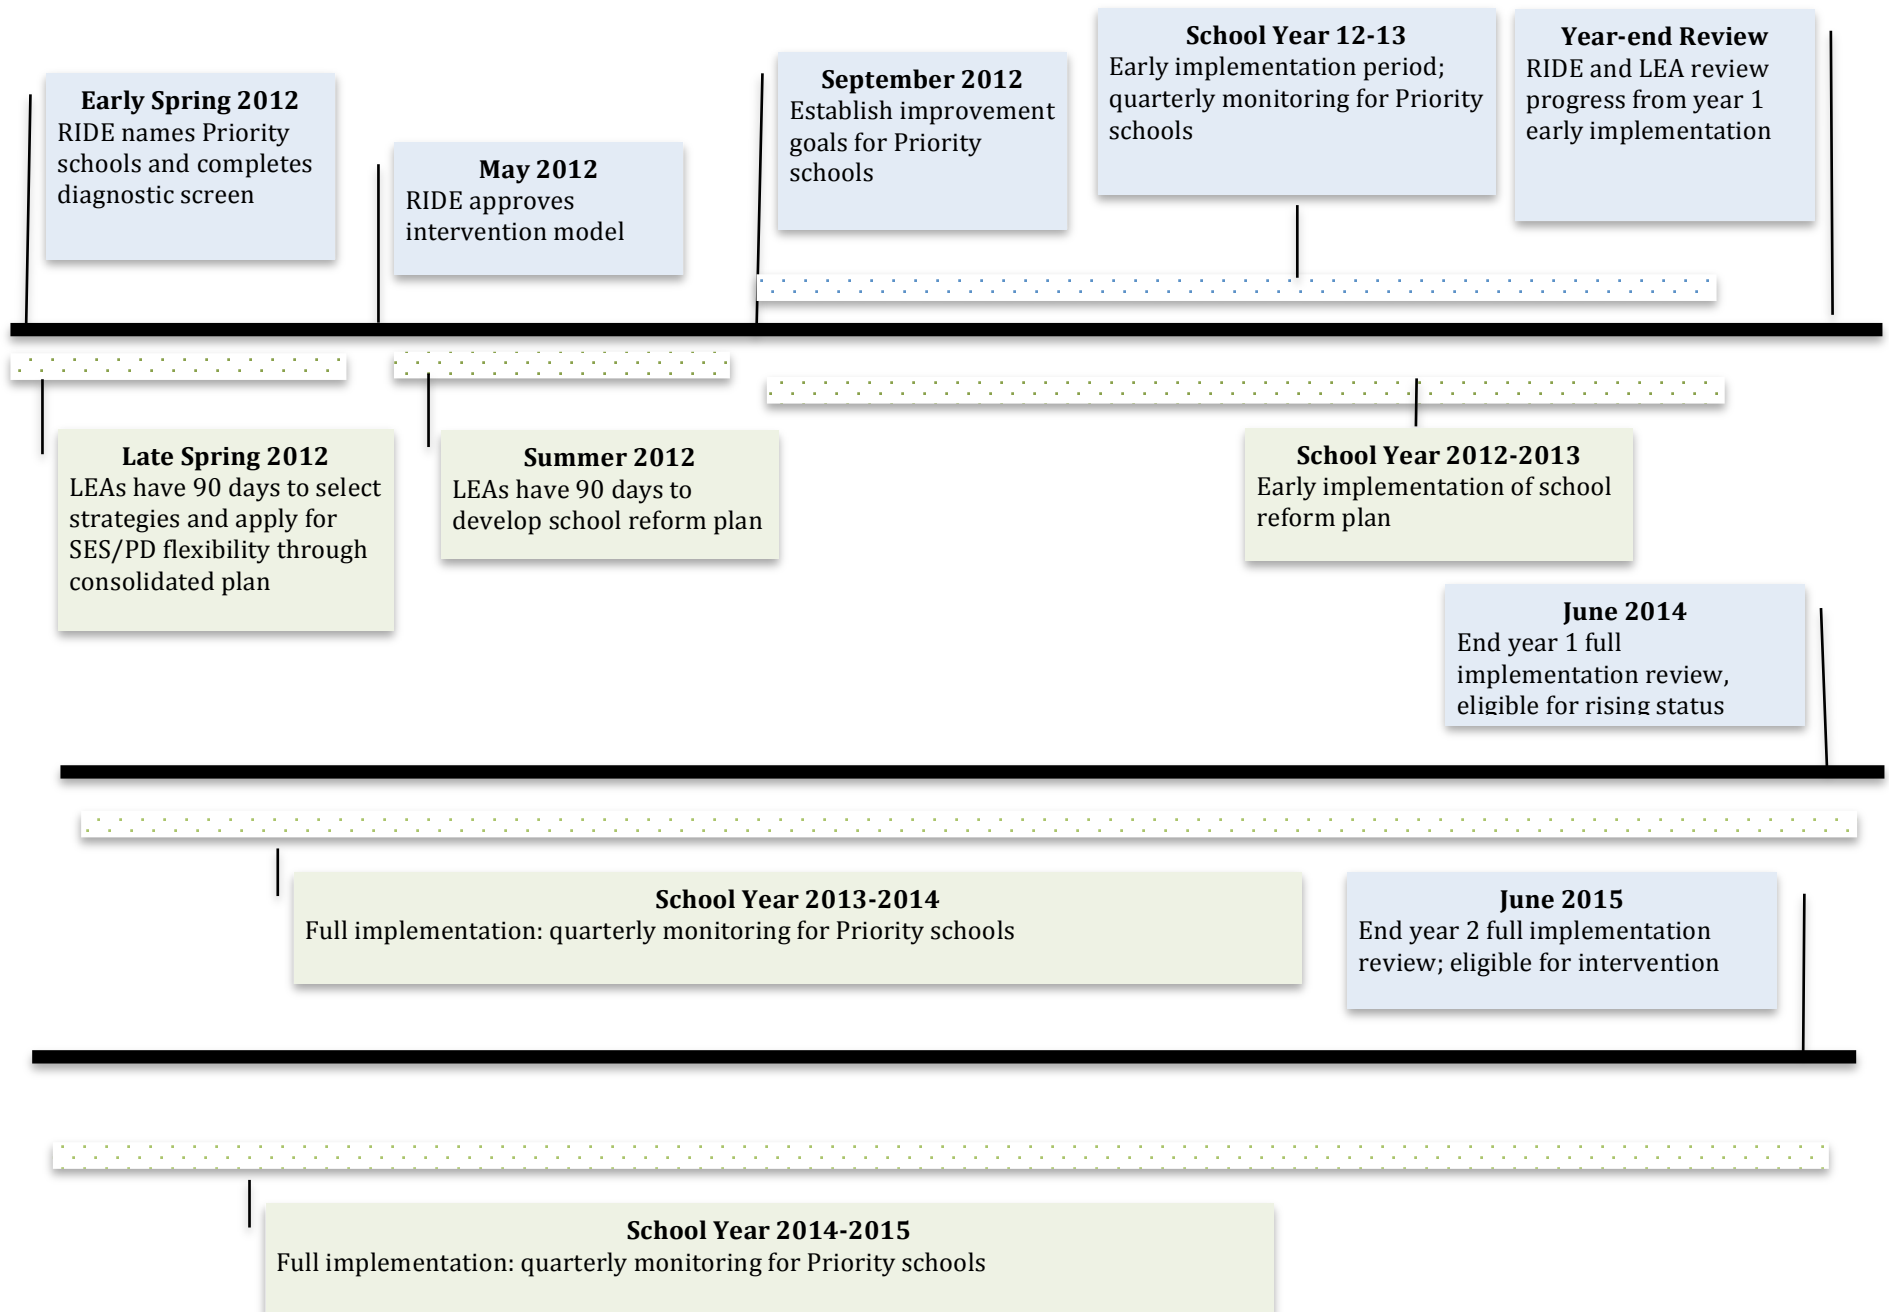 Early Spring 2012
RIDE names Priority
schools and completes
diagnostic screen
May 2012
RIDE approves
intervention model
September 2012
Establish improvement
goals for Priority
schools
School Year 12-13
Early implementation period;
quarterly monitoring for Priority
schools
Year-end Review
RIDE and LEA review
progress from year 1
early implementation
Late Spring 2012
LEAs have 90 days to select
strategies and apply for
SES/PD flexibility through
consolidated plan
Summer 2012
LEAs have 90 days to
develop school reform plan
School Year 2012-2013
Early implementation of school
reform plan
June 2014
End year 1 full
implementation review,
eligible for rising status
School Year 2013-2014
Full implementation: quarterly monitoring for Priority schools
June 2015
End year 2 full implementation
review; eligible for intervention
School Year 2014-2015
Full implementation: quarterly monitoring for Priority schools